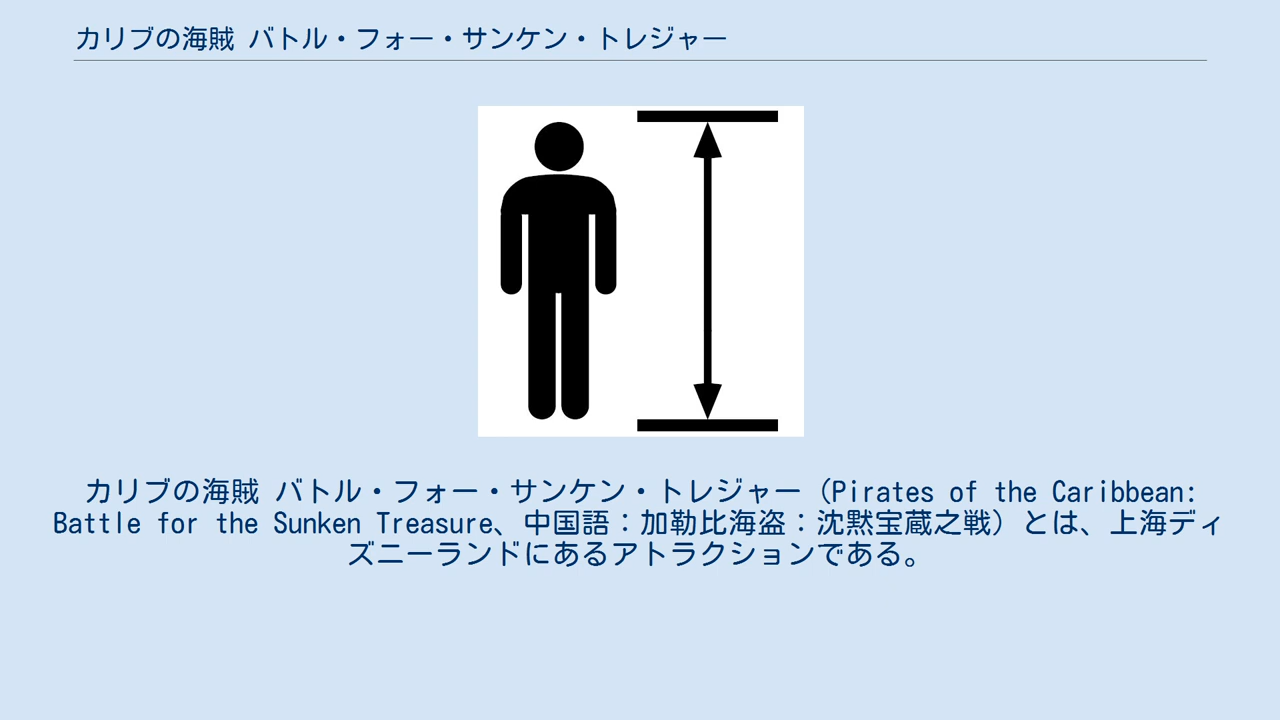 カリブの海賊 バトル・フォー・サンケン・トレジャー
カリブの海賊 バトル・フォー・サンケン・トレジャー（Pirates of the Caribbean:
Battle for the Sunken Treasure、中国語：加勒比海盗：沈黙宝蔵之戦）とは、上海ディ
ズニーランドにあるアトラクションである。